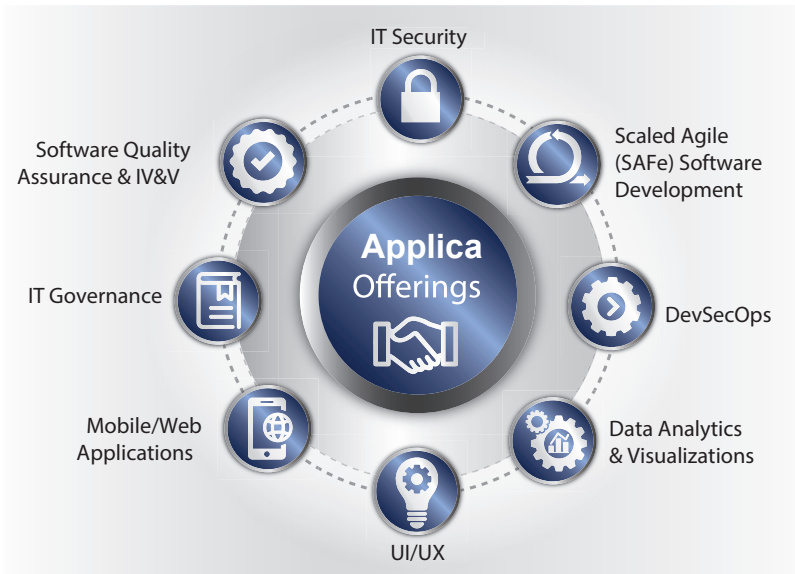 IT Security
Scaled Agile
(SAFe) Software
Development
DevSecOps
Data Analytics
& Visualizations
UI/UX
Mobile/Web
Applications
IT Governance
Software Quality
Assurance & IV&V
Applica
Offerings